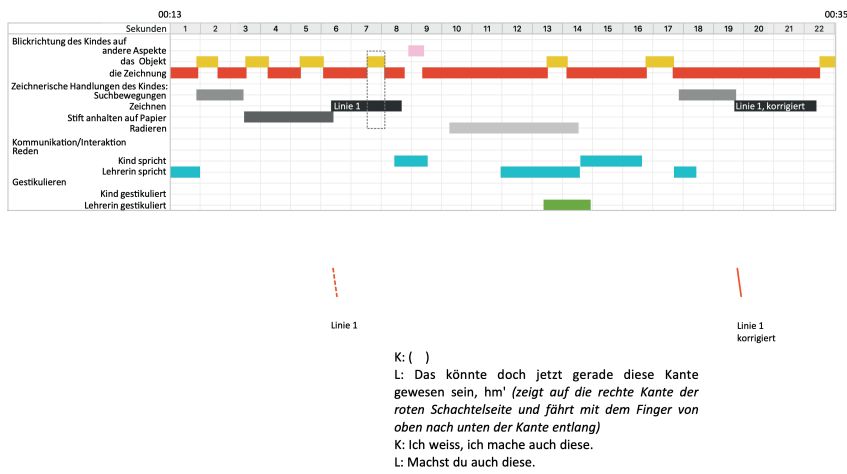 00:13
00:35
Sekunden 1 2 3 4 5 6 7 8 9 10 11 12 13 14 15 16 17 18 19 20 21 22
Blickrichtung des Kindes auf
andere Aspekte
das Objekt
die Zeichnung
Zeichnerische Handlungen des Kindes:
Suchbewegungen
Zeichnen Linie 1 Linie 1, korrigiert
Stift anhalten auf Papier
Radieren
Kommunikation/Interaktion
Reden
Kind spricht
Lehrerin spricht
Gestikulieren
Kind gestikuliert
Lehrerin gestikuliert
Linie 1
Linie 1
korrigiert
K: ( )
L: Das könnte doch jetzt gerade diese Kante
gewesen sein, hm' (zeigt auf die rechte Kante der
roten Schachtelseite und fährt mit dem Finger von
oben nach unten der Kante entlang)
K: Ich weiss, ich mache auch diese.
L: Machst du auch diese.